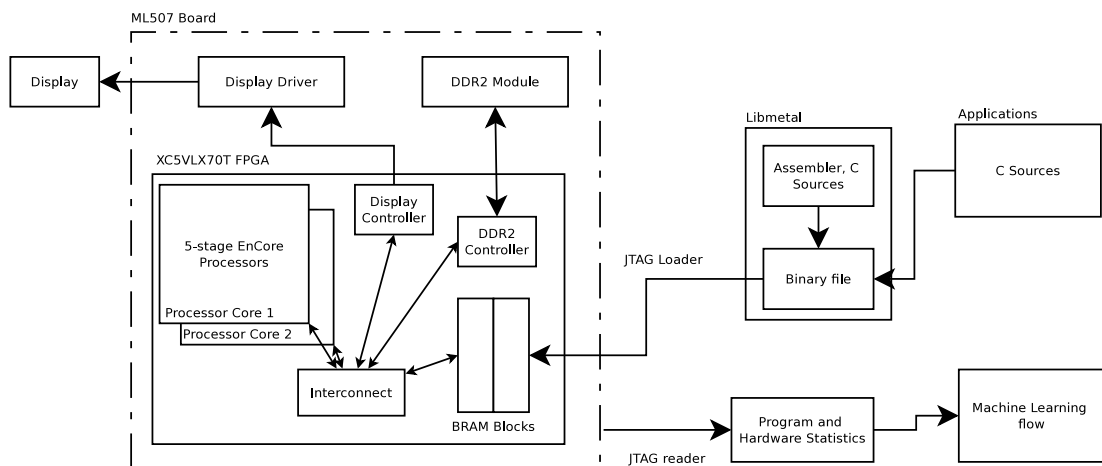 ML507 Board
Display
Display Driver
DDR2 Module
XC5VLX70T FPGA
5-stage EnCore
Processors
Processor Core 1
Processor Core 2
Display
Controller
DDR2
Controller
Interconnect
BRAM Blocks
Libmetal
Assembler, C
Sources
Binary file
JTAG Loader
Applications
C Sources
JTAG reader
Program and
Hardware Statistics
Machine Learning
flow